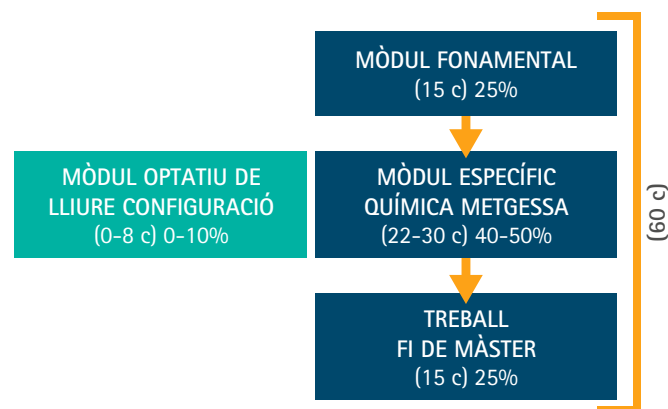 MÒDUL FONAMENTAL
(15 c) 25%
MÒDUL OPTATIU DE
LLIURE CONFIGURACIÓ
(0-8 c) 0-10%
MÒDUL ESPECÍFIC
QUÍMICA METGESSA
(22-30 c) 40-50%
TREBALL
FI DE MÀSTER
(15 c) 25%
(60 c)